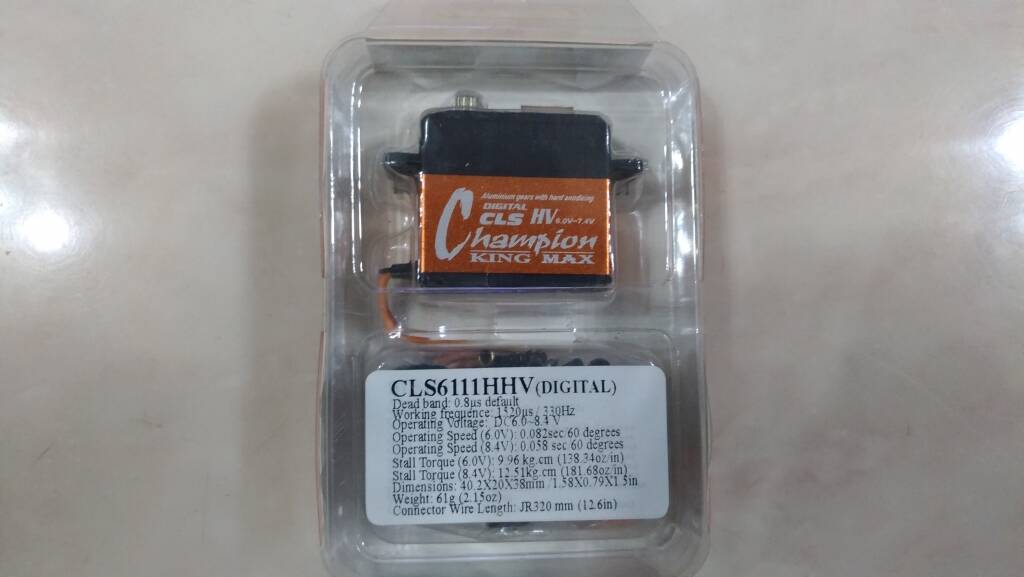 Aluminium gears with hard anodizing
DIGITAL
CLS HV 6.0V~7.4V
Champion
KING MAX
CLS6111HHV(DIGITAL)
Dead band: 0.8μs default
Working frequence: 1520μs / 330Hz
Operating Voltage: DC6.0~8.4 V
Operating Speed (6.0V): 0.082sec/60 degrees
Operating Speed (8.4V): 0.058 sec/60 degrees
Stall Torque (6.0V): 9.96 kg.cm (138.34oz/in)
Stall Torque (8.4V): 12.51kg.cm (181.68oz/in)
Dimensions: 40.2X20X38mm /1.58X0.79X1.5in
Weight: 61g (2.15oz)
Connector Wire Length: JR320 mm (12.6in)